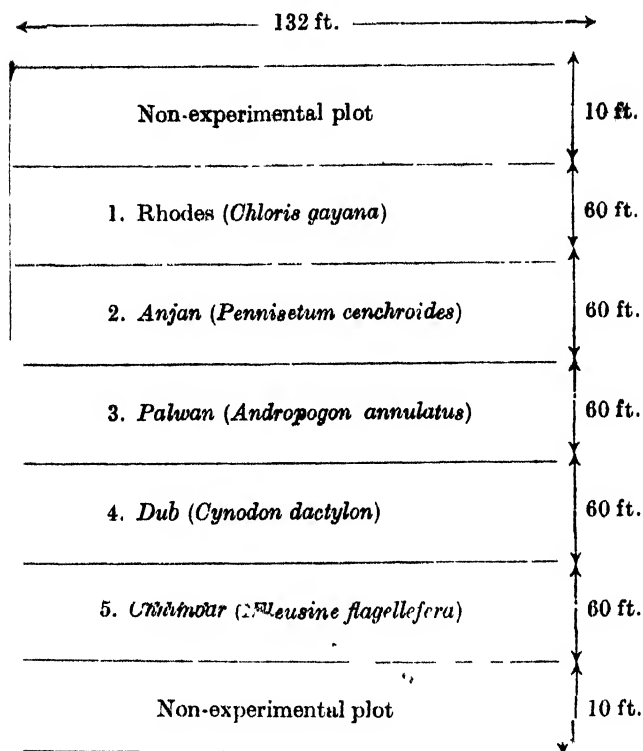 132 ft.
Non-experimental plot 10 ft.
1. Rhodes (Chloris gayana) 60 ft.
2. Anjan (Pennisetum cenchroides) 60 ft.
3. Palwan (Andropogon annulatus) 60 ft.
4. Dub (Cynodon dactylon) 60 ft.
5. flagellefera) 60 ft.
Non-experimental plot 10 ft.